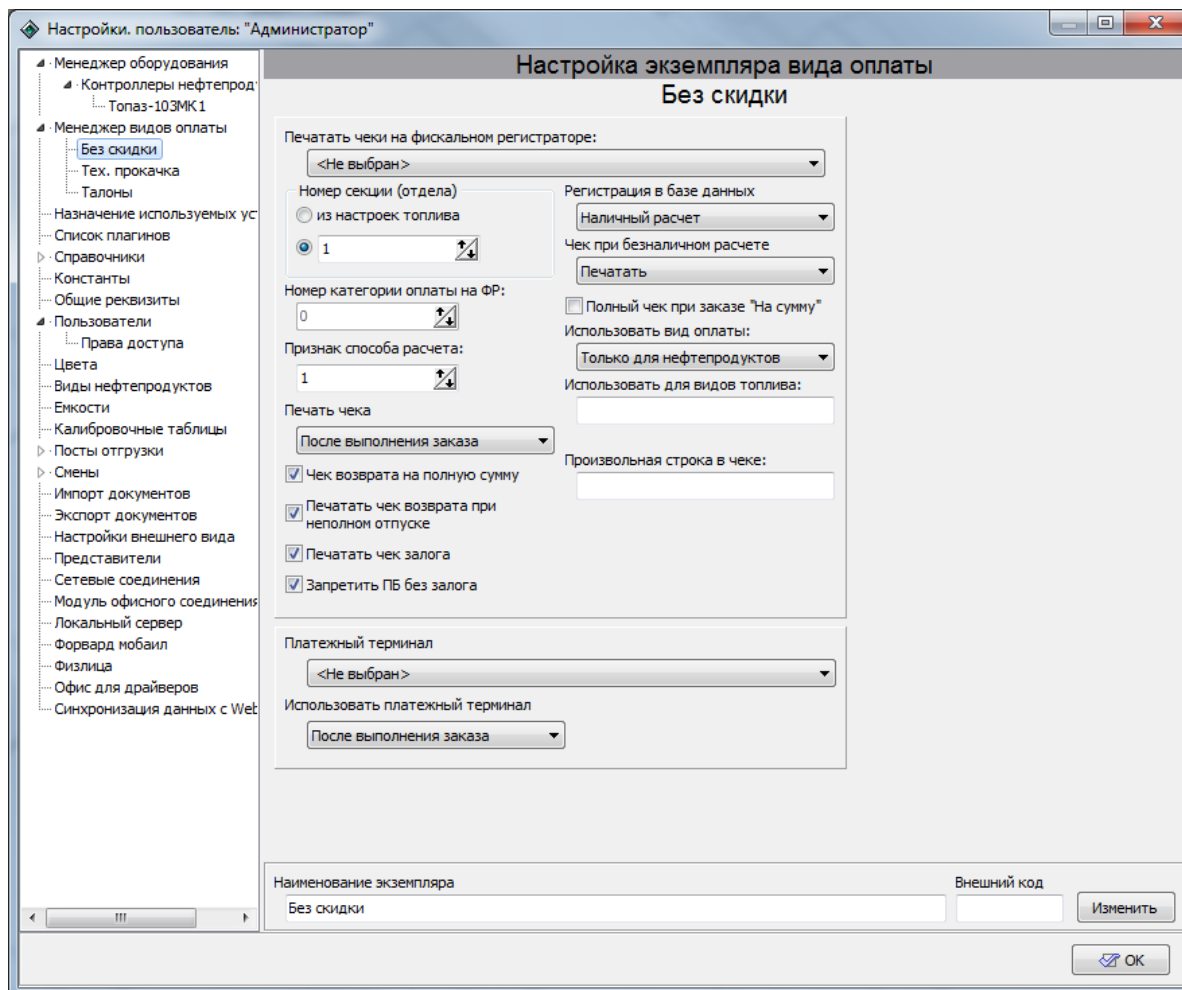 Настройки. пользователь: "Администратор"
Менеджер оборудования
Контроллеры нефтепрод
Топаз-103МК1
Менеджер видов оплаты
Без скидки
Тех. прокачка
Талоны
Назначение используемых ус
Список плагинов
Справочники
Константы
Общие реквизиты
Пользователи
Права доступа
Цвета
Виды нефтепродуктов
Емкости
Калибровочные таблицы
Посты отгрузки
Смены
Импорт документов
Экспорт документов
Настройки внешнего вида
Представители
Сетевые соединения
Модуль офисного соединения
Локальный сервер
Форвард мобаил
Физлица
Офис для драйверов
Синхронизация данных с Web
Настройка экземпляра вида оплаты
Без скидки
Печатать чеки на фискальном регистраторе:
<Не выбран>
Номер секции (отдела)
из настроек топлива
1
Номер категории оплаты на ФР:
0
Признак способа расчета:
1
Печать чека
После выполнения заказа
Чек возврата на полную сумму
Печатать чек возврата при
неполном отпуске
Печатать чек залога
Запретить ПБ без залога
Регистрация в базе данных
Наличный расчет
Чек при безналичном расчете
Печатать
Полный чек при заказе "На сумму"
Использовать вид оплаты:
Только для нефтепродуктов
Использовать для видов топлива:
Произвольная строка в чеке:
Платежный терминал
<Не выбран>
Использовать платежный терминал
После выполнения заказа
Наименование экземпляра
Без скидки
Внешний код
Изменить
OK